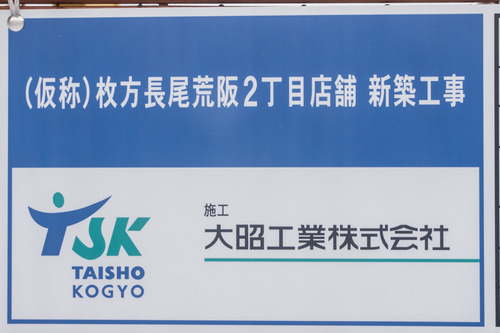 (仮称)枚方長尾荒阪2丁目店舗 新築工事
TSK
TAISHO
KOGYO
施工
大昭工業株式会社